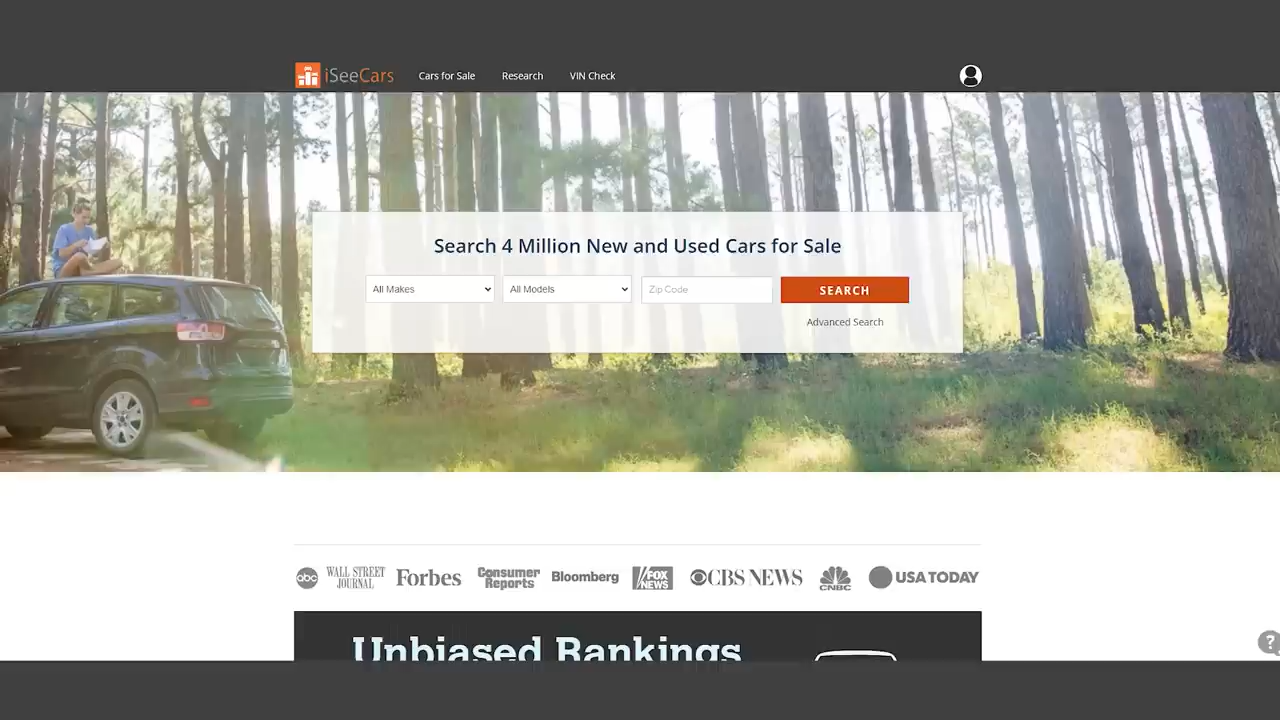 iSeeCars Cars for Sale Research VIN Check
Search 4 Million New and Used Cars for Sale
All Makes All Models Zip Code SEARCH
Advanced Search
abc WALL STREET JOURNAL Forbes Consumer Reports Bloomberg FOX NEWS CBS NEWS CNBC USA TODAY
Unbiased Rankings
?